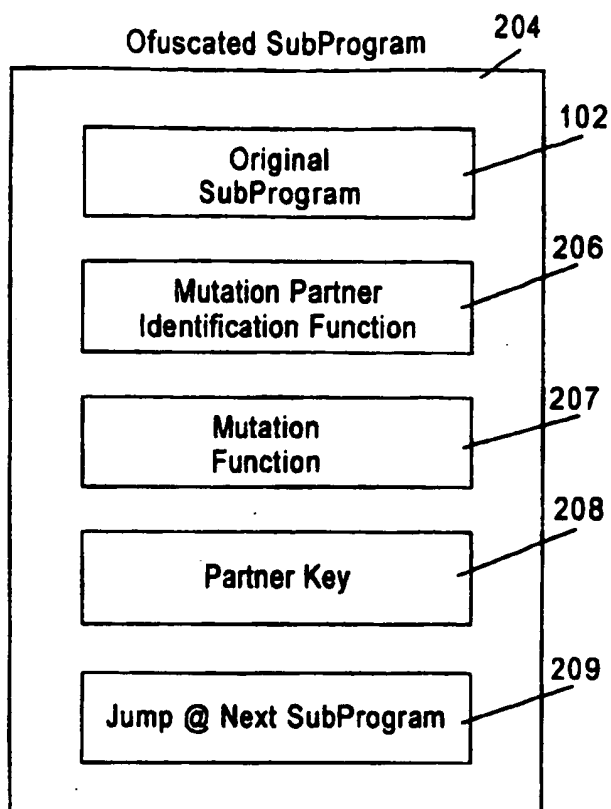 Ofuscated SubProgram
204
102
Original
SubProgram
206
Mutation Partner
Identification Function
207
Mutation
Function
208
Partner Key
209
Jump @ Next SubProgram